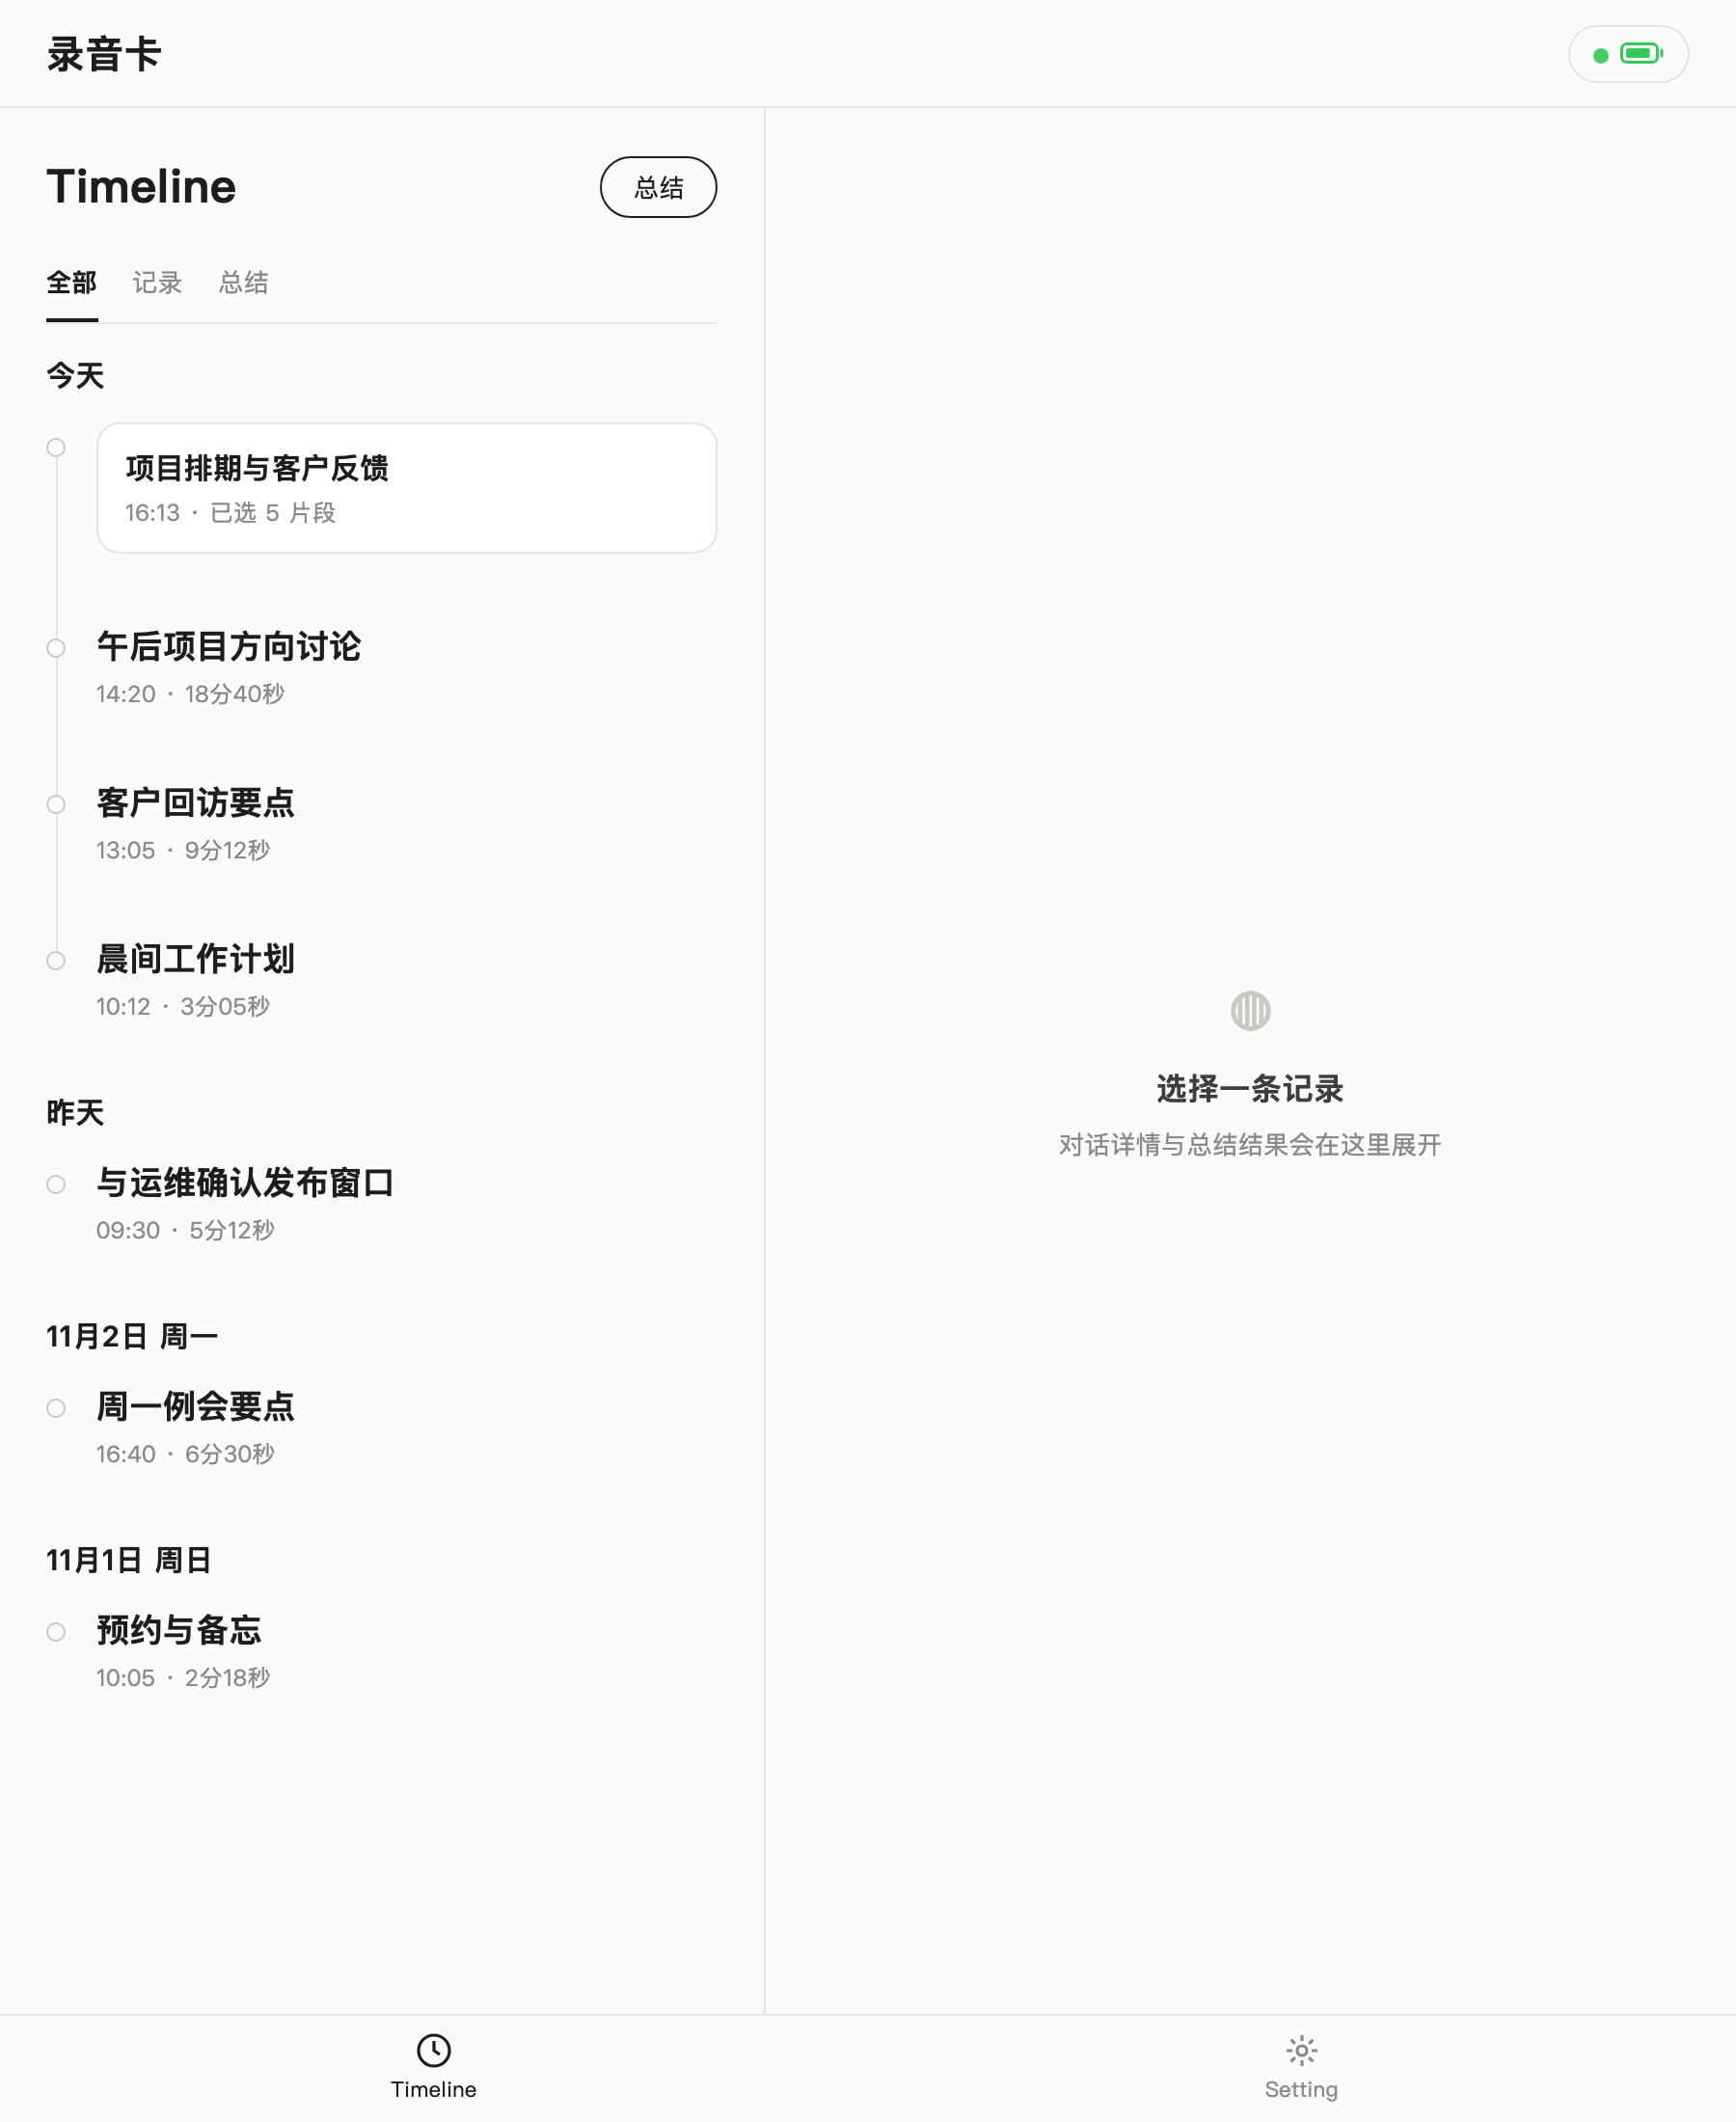 录音卡
Timeline
总结
全部 记录 总结
今天
项目排期与客户反馈
16:13 · 已选 5 片段
午后项目方向讨论
14:20 · 18分40秒
客户回访要点
13:05 · 9分12秒
晨间工作计划
10:12 · 3分05秒
昨天
与运维确认发布窗口
09:30 · 5分12秒
11月2日 周一
周一例会要点
16:40 · 6分30秒
11月1日 周日
预约与备忘
10:05 · 2分18秒
选择一条记录
对话详情与总结结果会在这里展开
Timeline
Setting